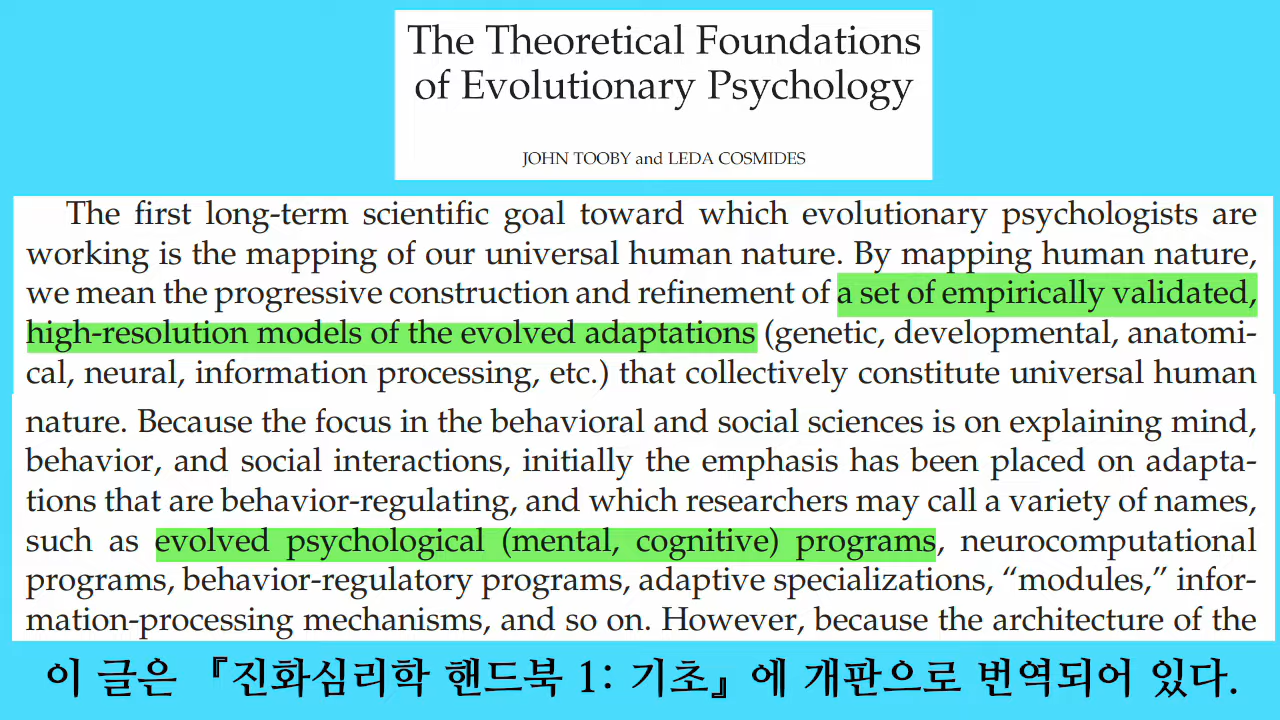 The Theoretical Foundations
of Evolutionary Psychology
JOHN TOOBY and LEDA COSMIDES
The first long-term scientific goal toward which evolutionary psychologists are
working is the mapping of our universal human nature. By mapping human nature,
we mean the progressive construction and refinement of a set of empirically validated,
high-resolution models of the evolved adaptations (genetic, developmental, anatomi-
cal, neural, information processing, etc.) that collectively constitute universal human
nature. Because the focus in the behavioral and social sciences is on explaining mind,
behavior, and social interactions, initially the emphasis has been placed on adapta-
tions that are behavior-regulating, and which researchers may call a variety of names,
such as evolved psychological (mental, cognitive) programs, neurocomputational
programs, behavior-regulatory programs, adaptive specializations, “modules,” infor-
mation-processing mechanisms, and so on. However, because the architecture of the
이 글은 『진화심리학 핸드북 1: 기초』에 개판으로 번역되어 있다.